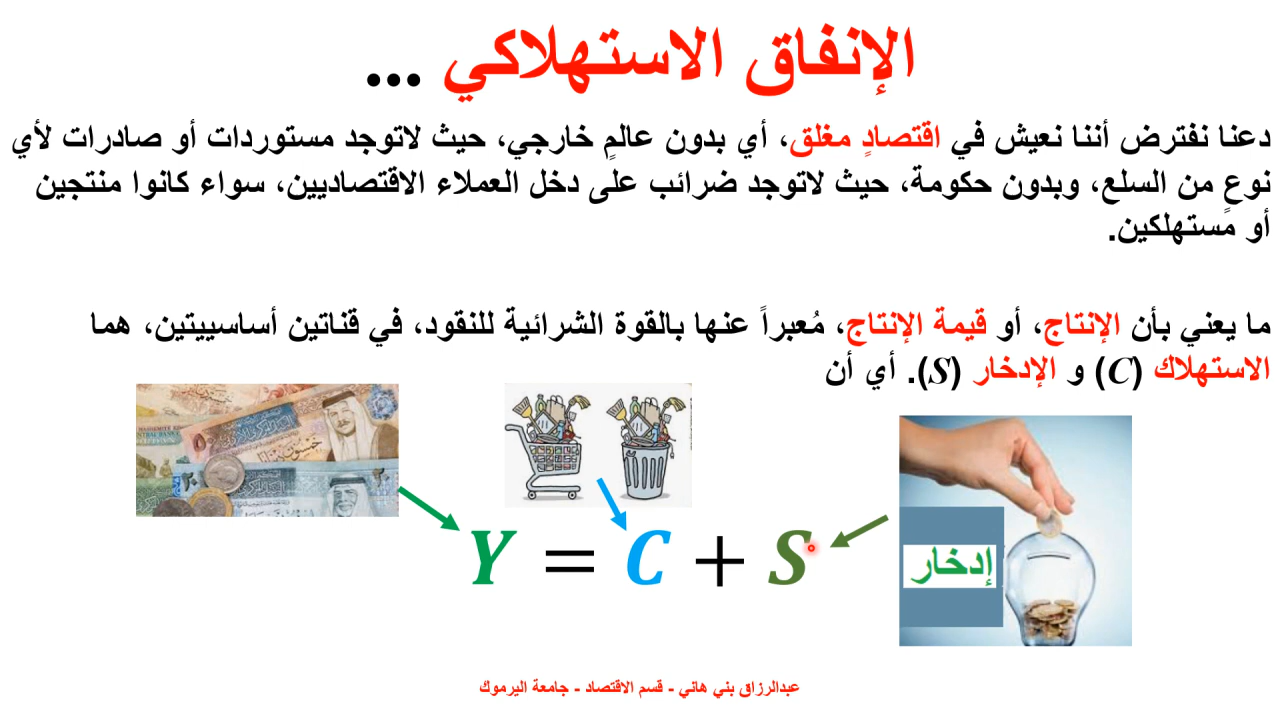 الإنفاق الاستهلاكي ...
دعنا نفترض أننا نعيش في اقتصادٍ مغلق، أي بدون عالمٍ خارجي، حيث لاتوجد مستوردات أو صادرات لأي
نوعٍ من السلع، وبدون حكومة، حيث لاتوجد ضرائب على دخل العملاء الاقتصاديين، سواء كانوا منتجين
أو مستهلكين.
ما يعني بأن الإنتاج، أو قيمة الإنتاج، مُعبراً عنها بالقوة الشرائية للنقود، في قناتين أساسييتين، هما
الاستهلاك (C) و الإدخار (S). أي أن
Y = C + S
إدخار
عبدالرزاق بني هاني - قسم الاقتصاد - جامعة اليرموك